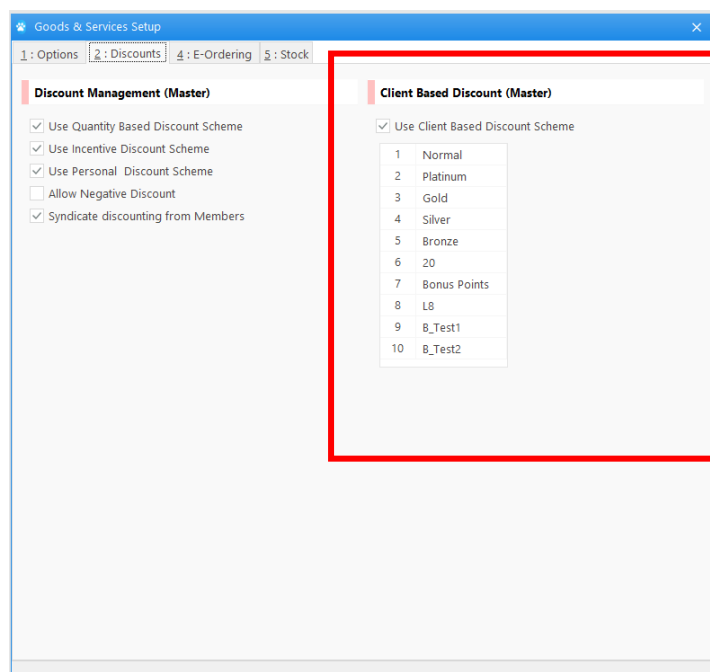 Goods & Services Setup
1 : Options 2 : Discounts 4 : E-Ordering 5 : Stock
Discount Management (Master)
Use Quantity Based Discount Scheme
Use Incentive Discount Scheme
Use Personal Discount Scheme
Allow Negative Discount
Syndicate discounting from Members
Client Based Discount (Master)
Use Client Based Discount Scheme
1 Normal
2 Platinum
3 Gold
4 Silver
5 Bronze
6 20
7 Bonus Points
8 L8
9 B_Test1
10 B_Test2